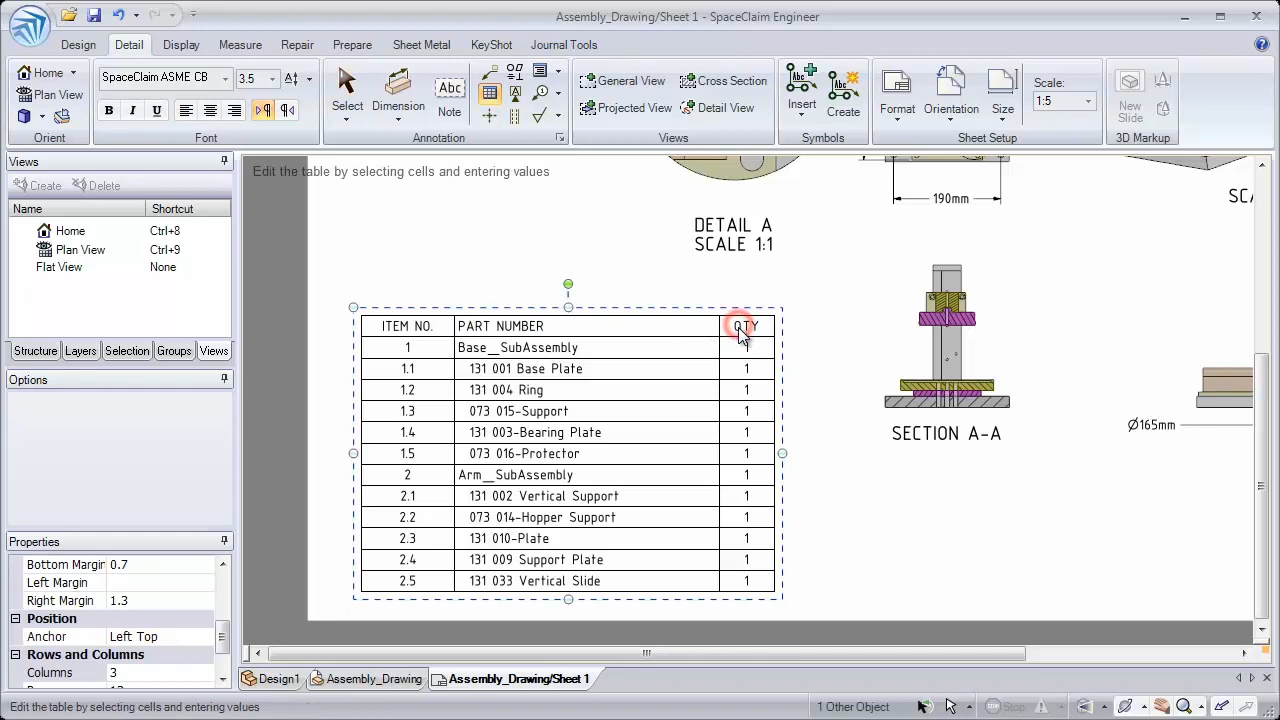 Assembly_Drawing/Sheet 1 - SpaceClaim Engineer
Design Detail Display Measure Repair Prepare Sheet Metal KeyShot Journal Tools
Home
Plan View
Orient
SpaceClaim ASME CB 3.5
B I U
Font
Select
Dimension
Abc
Note
Annotation
General View
Cross Section
Projected View
Detail View
Views
Abc
Insert
Abc
Create
Symbols
Format
Orientation
Size
Scale:
1:5
Sheet Setup
New
Slide
3D Markup
Views
Create Delete
Name Shortcut
Home Ctrl+8
Plan View Ctrl+9
Flat View None
Structure Layers Selection Groups Views
Options
Properties
Bottom Margin 0.7
Left Margin
Right Margin 1.3
Position
Anchor Left Top
Rows and Columns
Columns 3
Edit the table by selecting cells and entering values
DETAIL A
SCALE 1:1
190mm
SECTION A-A
Ø165mm
ITEM NO. PART NUMBER QTY
1 Base__SubAssembly 1
1.1 131 001 Base Plate 1
1.2 131 004 Ring 1
1.3 073 015-Support 1
1.4 131 003-Bearing Plate 1
1.5 073 016-Protector 1
2 Arm__SubAssembly 1
2.1 131 002 Vertical Support 1
2.2 073 014-Hopper Support 1
2.3 131 010-Plate 1
2.4 131 009 Support Plate 1
2.5 131 033 Vertical Slide 1
Design1 Assembly_Drawing Assembly_Drawing/Sheet 1
Edit the table by selecting cells and entering values
1 Other Object
Stop